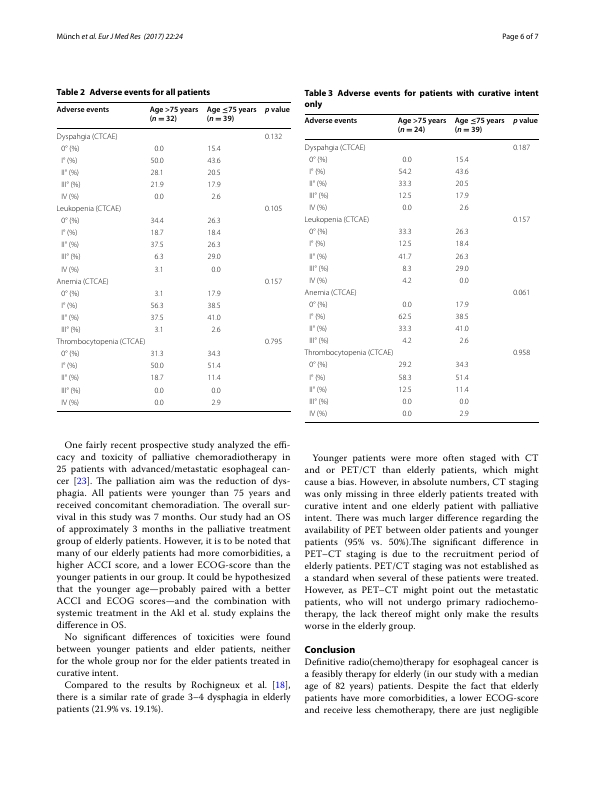 Münch et al. Eur J Med Res (2017) 22:24
Page 6 of 7
Table 2 Adverse events for all patients
Adverse events Age >75 years (n = 32) Age ≤75 years (n = 39) p value
Dyspahgia (CTCAE) 0.132
0° (%) 0.0 15.4
I° (%) 50.0 43.6
II° (%) 28.1 20.5
III° (%) 21.9 17.9
IV (%) 0.0 2.6
Leukopenia (CTCAE) 0.105
0° (%) 34.4 26.3
I° (%) 18.7 18.4
II° (%) 37.5 26.3
III° (%) 6.3 29.0
IV (%) 3.1 0.0
Anemia (CTCAE) 0.157
0° (%) 3.1 17.9
I° (%) 56.3 38.5
II° (%) 37.5 41.0
III° (%) 3.1 2.6
Thrombocytopenia (CTCAE) 0.795
0° (%) 31.3 34.3
I° (%) 50.0 51.4
II° (%) 18.7 11.4
III° (%) 0.0 0.0
IV (%) 0.0 2.9
One fairly recent prospective study analyzed the effi-
cacy and toxicity of palliative chemoradiotherapy in
25 patients with advanced/metastatic esophageal can-
cer [23]. The palliation aim was the reduction of dys-
phagia. All patients were younger than 75 years and
received concomitant chemoradiation. The overall sur-
vival in this study was 7 months. Our study had an OS
of approximately 3 months in the palliative treatment
group of elderly patients. However, it is to be noted that
many of our elderly patients had more comorbidities, a
higher ACCI score, and a lower ECOG-score than the
younger patients in our group. It could be hypothesized
that the younger age—probably paired with a better
ACCI and ECOG scores—and the combination with
systemic treatment in the Akl et al. study explains the
difference in OS.
No significant differences of toxicities were found
between younger patients and elder patients, neither
for the whole group nor for the elder patients treated in
curative intent.
Compared to the results by Rochigneux et al. [18],
there is a similar rate of grade 3–4 dysphagia in elderly
patients (21.9% vs. 19.1%).
Table 3 Adverse events for patients with curative intent
only
Adverse events Age >75 years (n = 24) Age ≤75 years (n = 39) p value
Dyspahgia (CTCAE) 0.187
0° (%) 0.0 15.4
I° (%) 54.2 43.6
II° (%) 33.3 20.5
III° (%) 12.5 17.9
IV (%) 0.0 2.6
Leukopenia (CTCAE) 0.157
0° (%) 33.3 26.3
I° (%) 12.5 18.4
II° (%) 41.7 26.3
III° (%) 8.3 29.0
IV (%) 4.2 0.0
Anemia (CTCAE) 0.061
0° (%) 0.0 17.9
I° (%) 62.5 38.5
II° (%) 33.3 41.0
III° (%) 4.2 2.6
Thrombocytopenia (CTCAE) 0.958
0° (%) 29.2 34.3
I° (%) 58.3 51.4
II° (%) 12.5 11.4
III° (%) 0.0 0.0
IV (%) 0.0 2.9
Younger patients were more often staged with CT
and or PET/CT than elderly patients, which might
cause a bias. However, in absolute numbers, CT staging
was only missing in three elderly patients treated with
curative intent and one elderly patient with palliative
intent. There was much larger difference regarding the
availability of PET between older patients and younger
patients (95% vs. 50%).The significant difference in
PET–CT staging is due to the recruitment period of
elderly patients. PET/CT staging was not established as
a standard when several of these patients were treated.
However, as PET–CT might point out the metastatic
patients, who will not undergo primary radiochemo-
therapy, the lack thereof might only make the results
worse in the elderly group.
Conclusion
Definitive radio(chemo)therapy for esophageal cancer is
a feasibly therapy for elderly (in our study with a median
age of 82 years) patients. Despite the fact that elderly
patients have more comorbidities, a lower ECOG-score
and receive less chemotherapy, there are just negligible